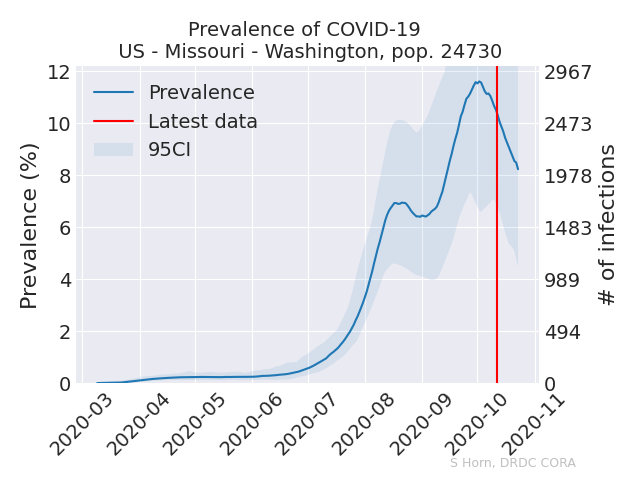 Prevalence of COVID-19
US - Missouri - Washington, pop. 24730
Prevalence (%)
12
10
8
6
4
2
0
Prevalence
Latest data
95CI
2967
2473
1978
1483
989
494
0
# of infections
2020-03
2020-04
2020-05
2020-06
2020-07
2020-08
2020-09
2020-10
2020-11
S Horn, DRDC CORA